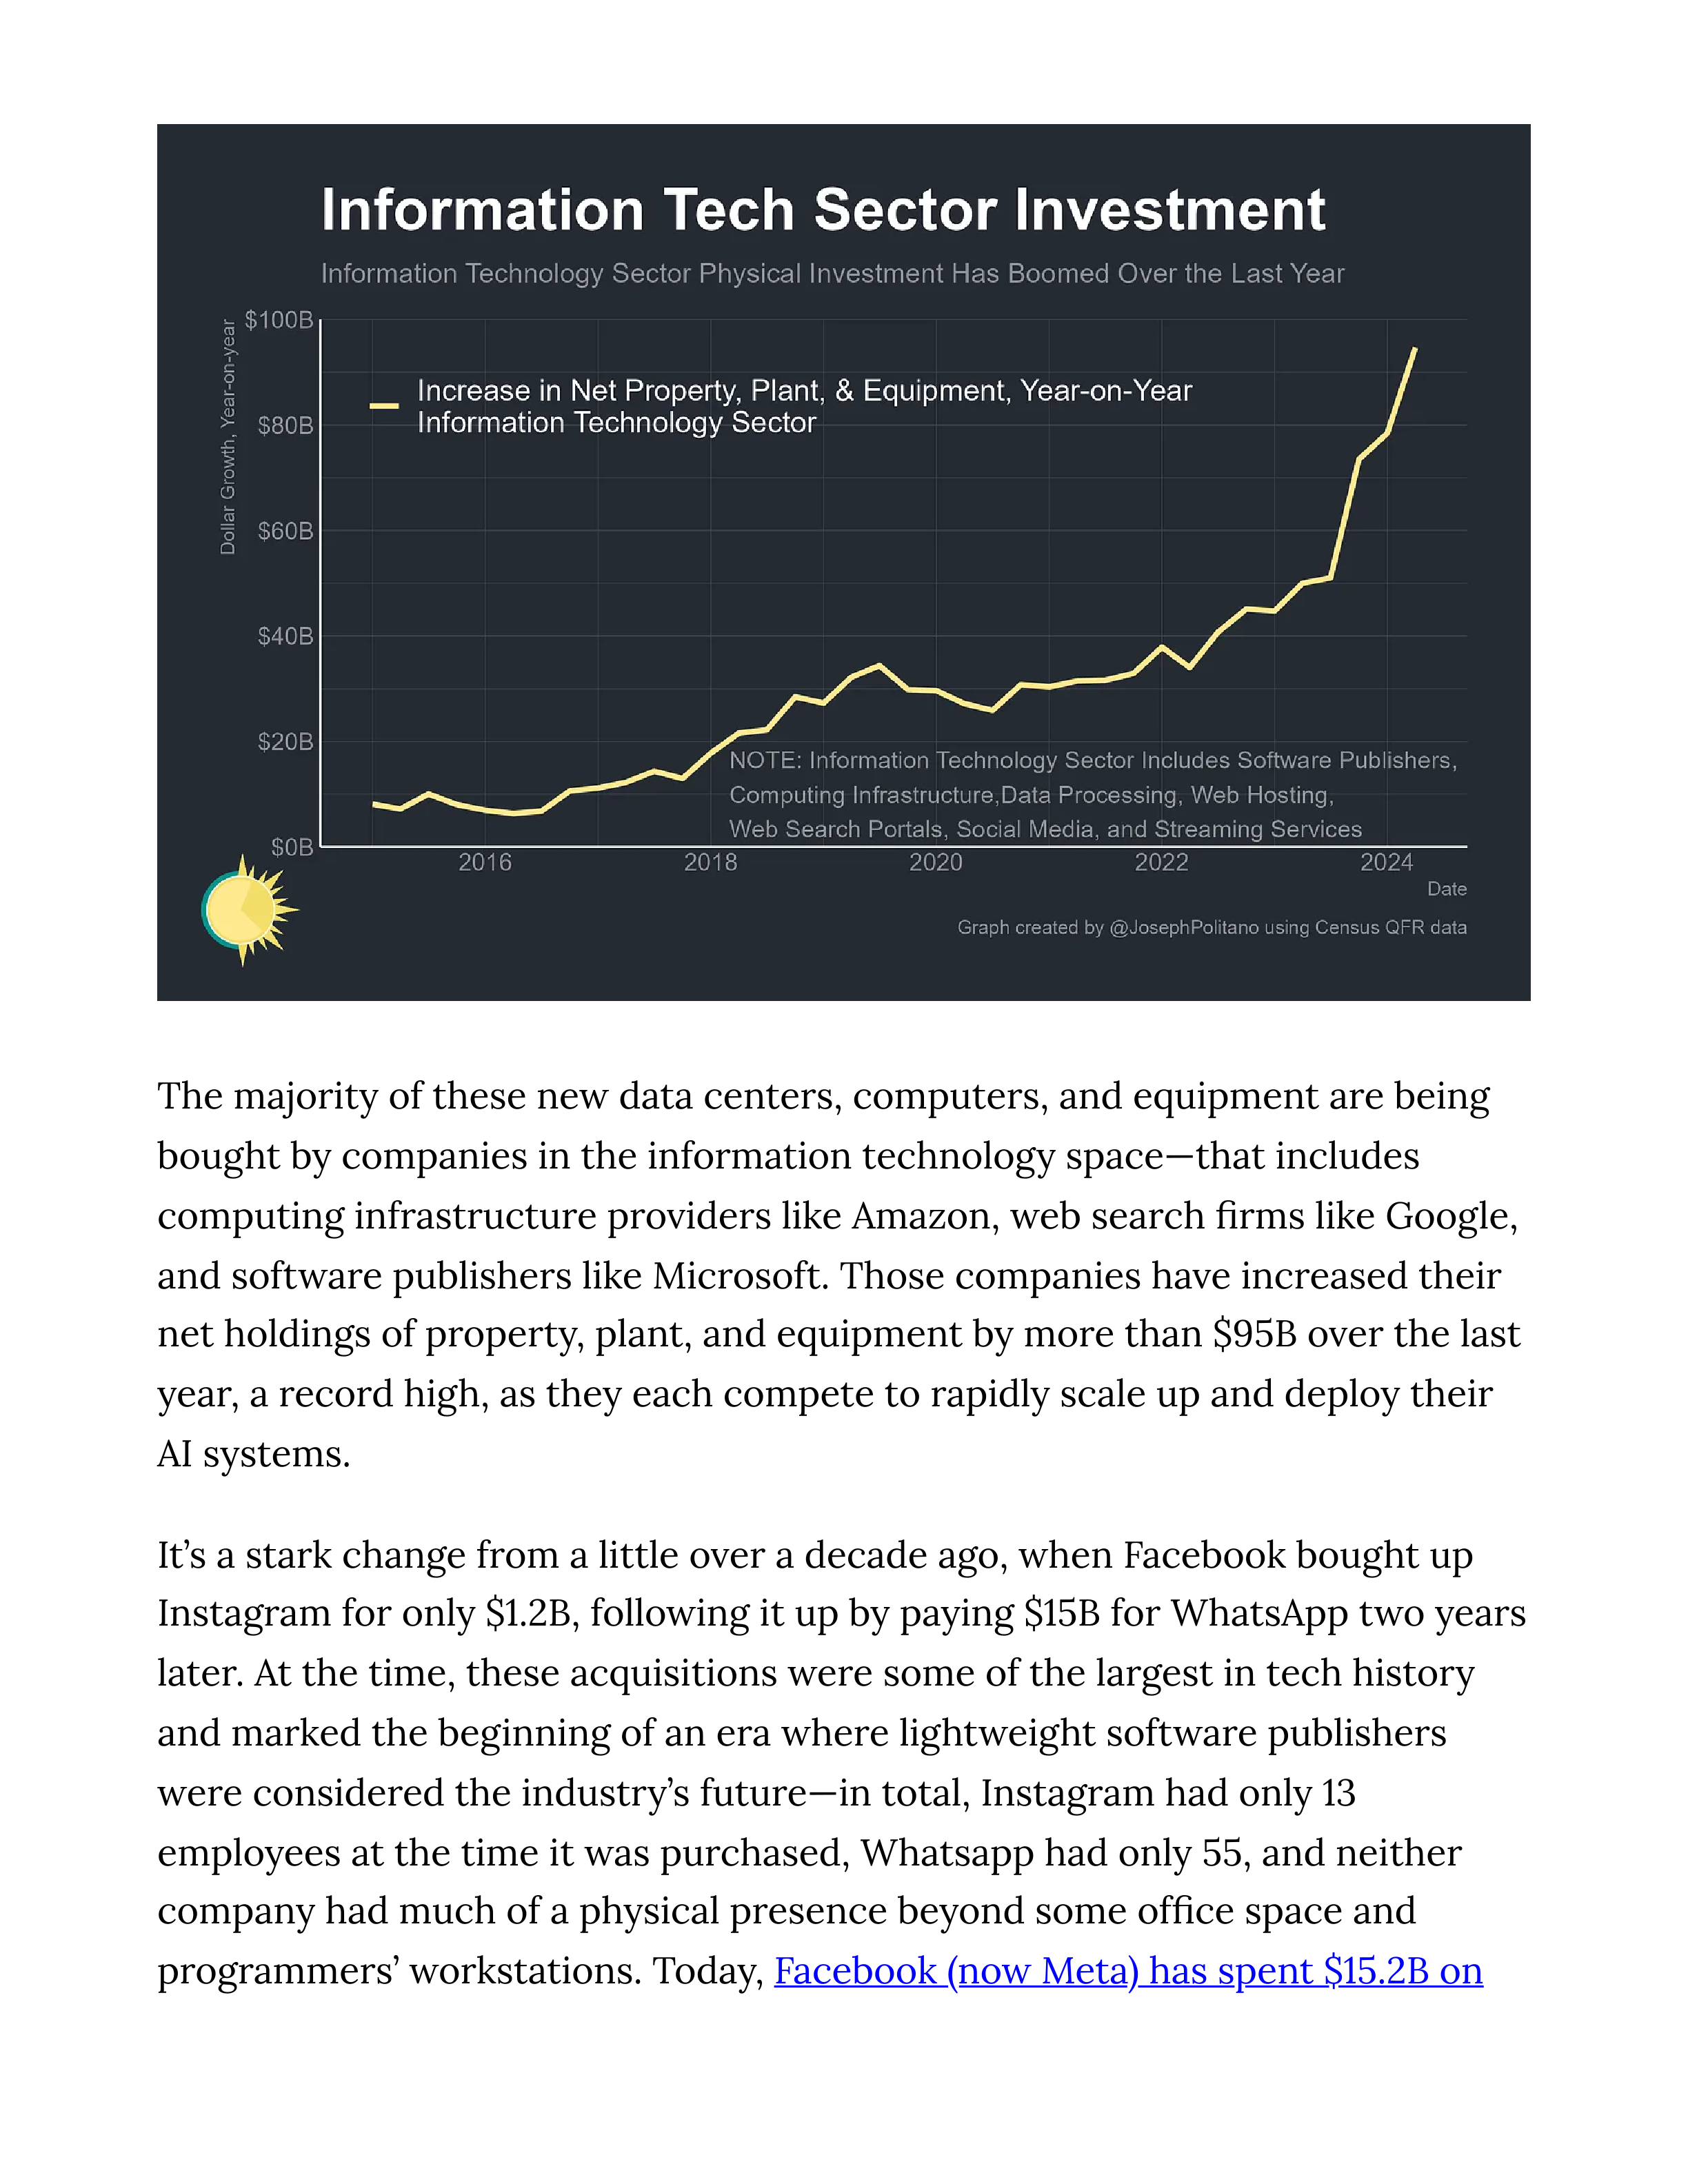 Information Tech Sector Investment
Information Technology Sector Physical Investment Has Boomed Over the Last Year
Dollar Growth, Year-on-year
$100B
$80B
$60B
$40B
$20B
$0B
Increase in Net Property, Plant, & Equipment, Year-on-Year
Information Technology Sector
NOTE: Information Technology Sector Includes Software Publishers,
Computing Infrastructure,Data Processing, Web Hosting,
Web Search Portals, Social Media, and Streaming Services
2016 2018 2020 2022 2024
Date
Graph created by @JosephPolitano using Census QFR data
The majority of these new data centers, computers, and equipment are being
bought by companies in the information technology space—that includes
computing infrastructure providers like Amazon, web search firms like Google,
and software publishers like Microsoft. Those companies have increased their
net holdings of property, plant, and equipment by more than $95B over the last
year, a record high, as they each compete to rapidly scale up and deploy their
AI systems.
It’s a stark change from a little over a decade ago, when Facebook bought up
Instagram for only $1.2B, following it up by paying $15B for WhatsApp two years
later. At the time, these acquisitions were some of the largest in tech history
and marked the beginning of an era where lightweight software publishers
were considered the industry’s future—in total, Instagram had only 13
employees at the time it was purchased, Whatsapp had only 55, and neither
company had much of a physical presence beyond some office space and
programmers’ workstations. Today, Facebook (now Meta) has spent $15.2B on